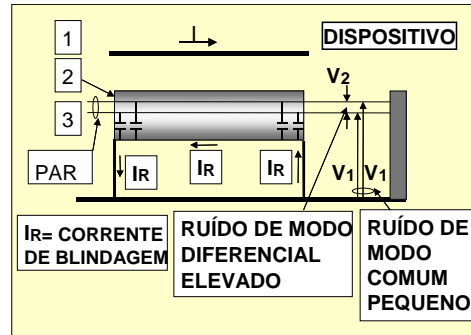 1
I
DISPOSITIVO
2
V2
3
PAR
IR
IR
IR
V1
V1
IR= CORRENTE
DE BLINDAGEM
RUÍDO DE MODO
DIFERENCIAL
ELEVADO
RUÍDO DE
MODO
COMUM
PEQUENO